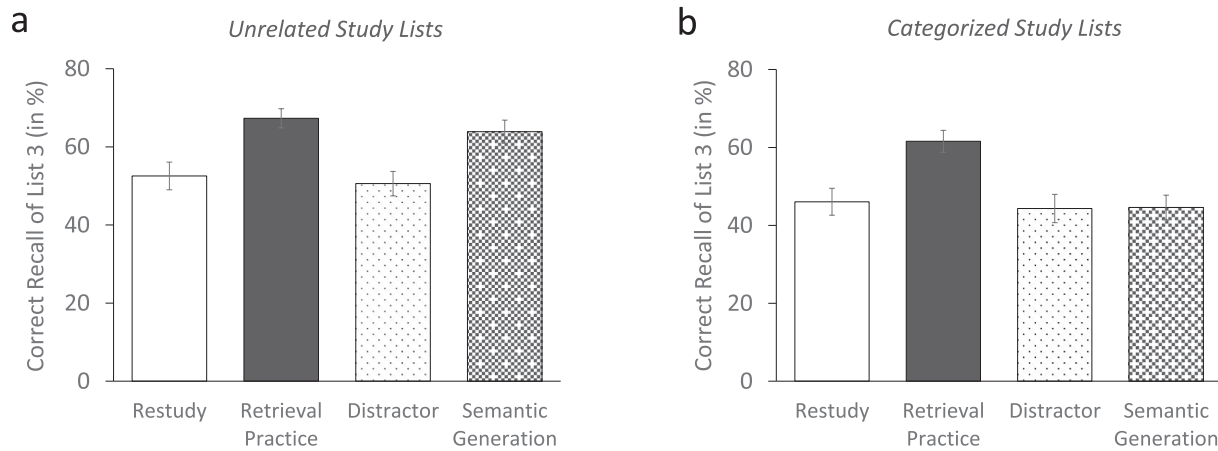 a
Unrelated Study Lists
Correct Recall of List 3 (in %)
80
60
40
20
0
Restudy
Retrieval
Practice
Distractor
Semantic
Generation
b
Categorized Study Lists
Correct Recall of List 3 (in %)
80
60
40
20
0
Restudy
Retrieval
Practice
Distractor
Semantic
Generation